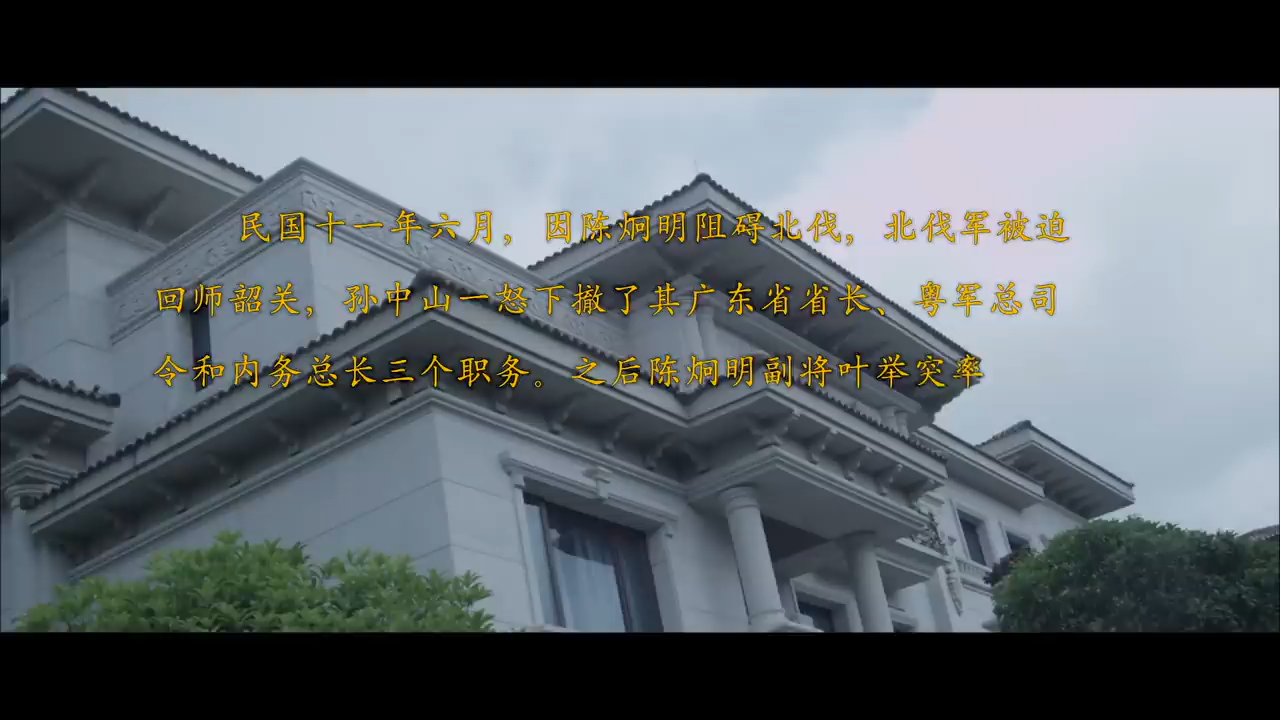 民国十一年六月，因陈炯明阻碍北伐，北伐军被迫
回师韶关，孙中山一怒下撤了其广东省省长、粤军总司
令和内务总长三个职务。之后陈炯明副将叶举突率